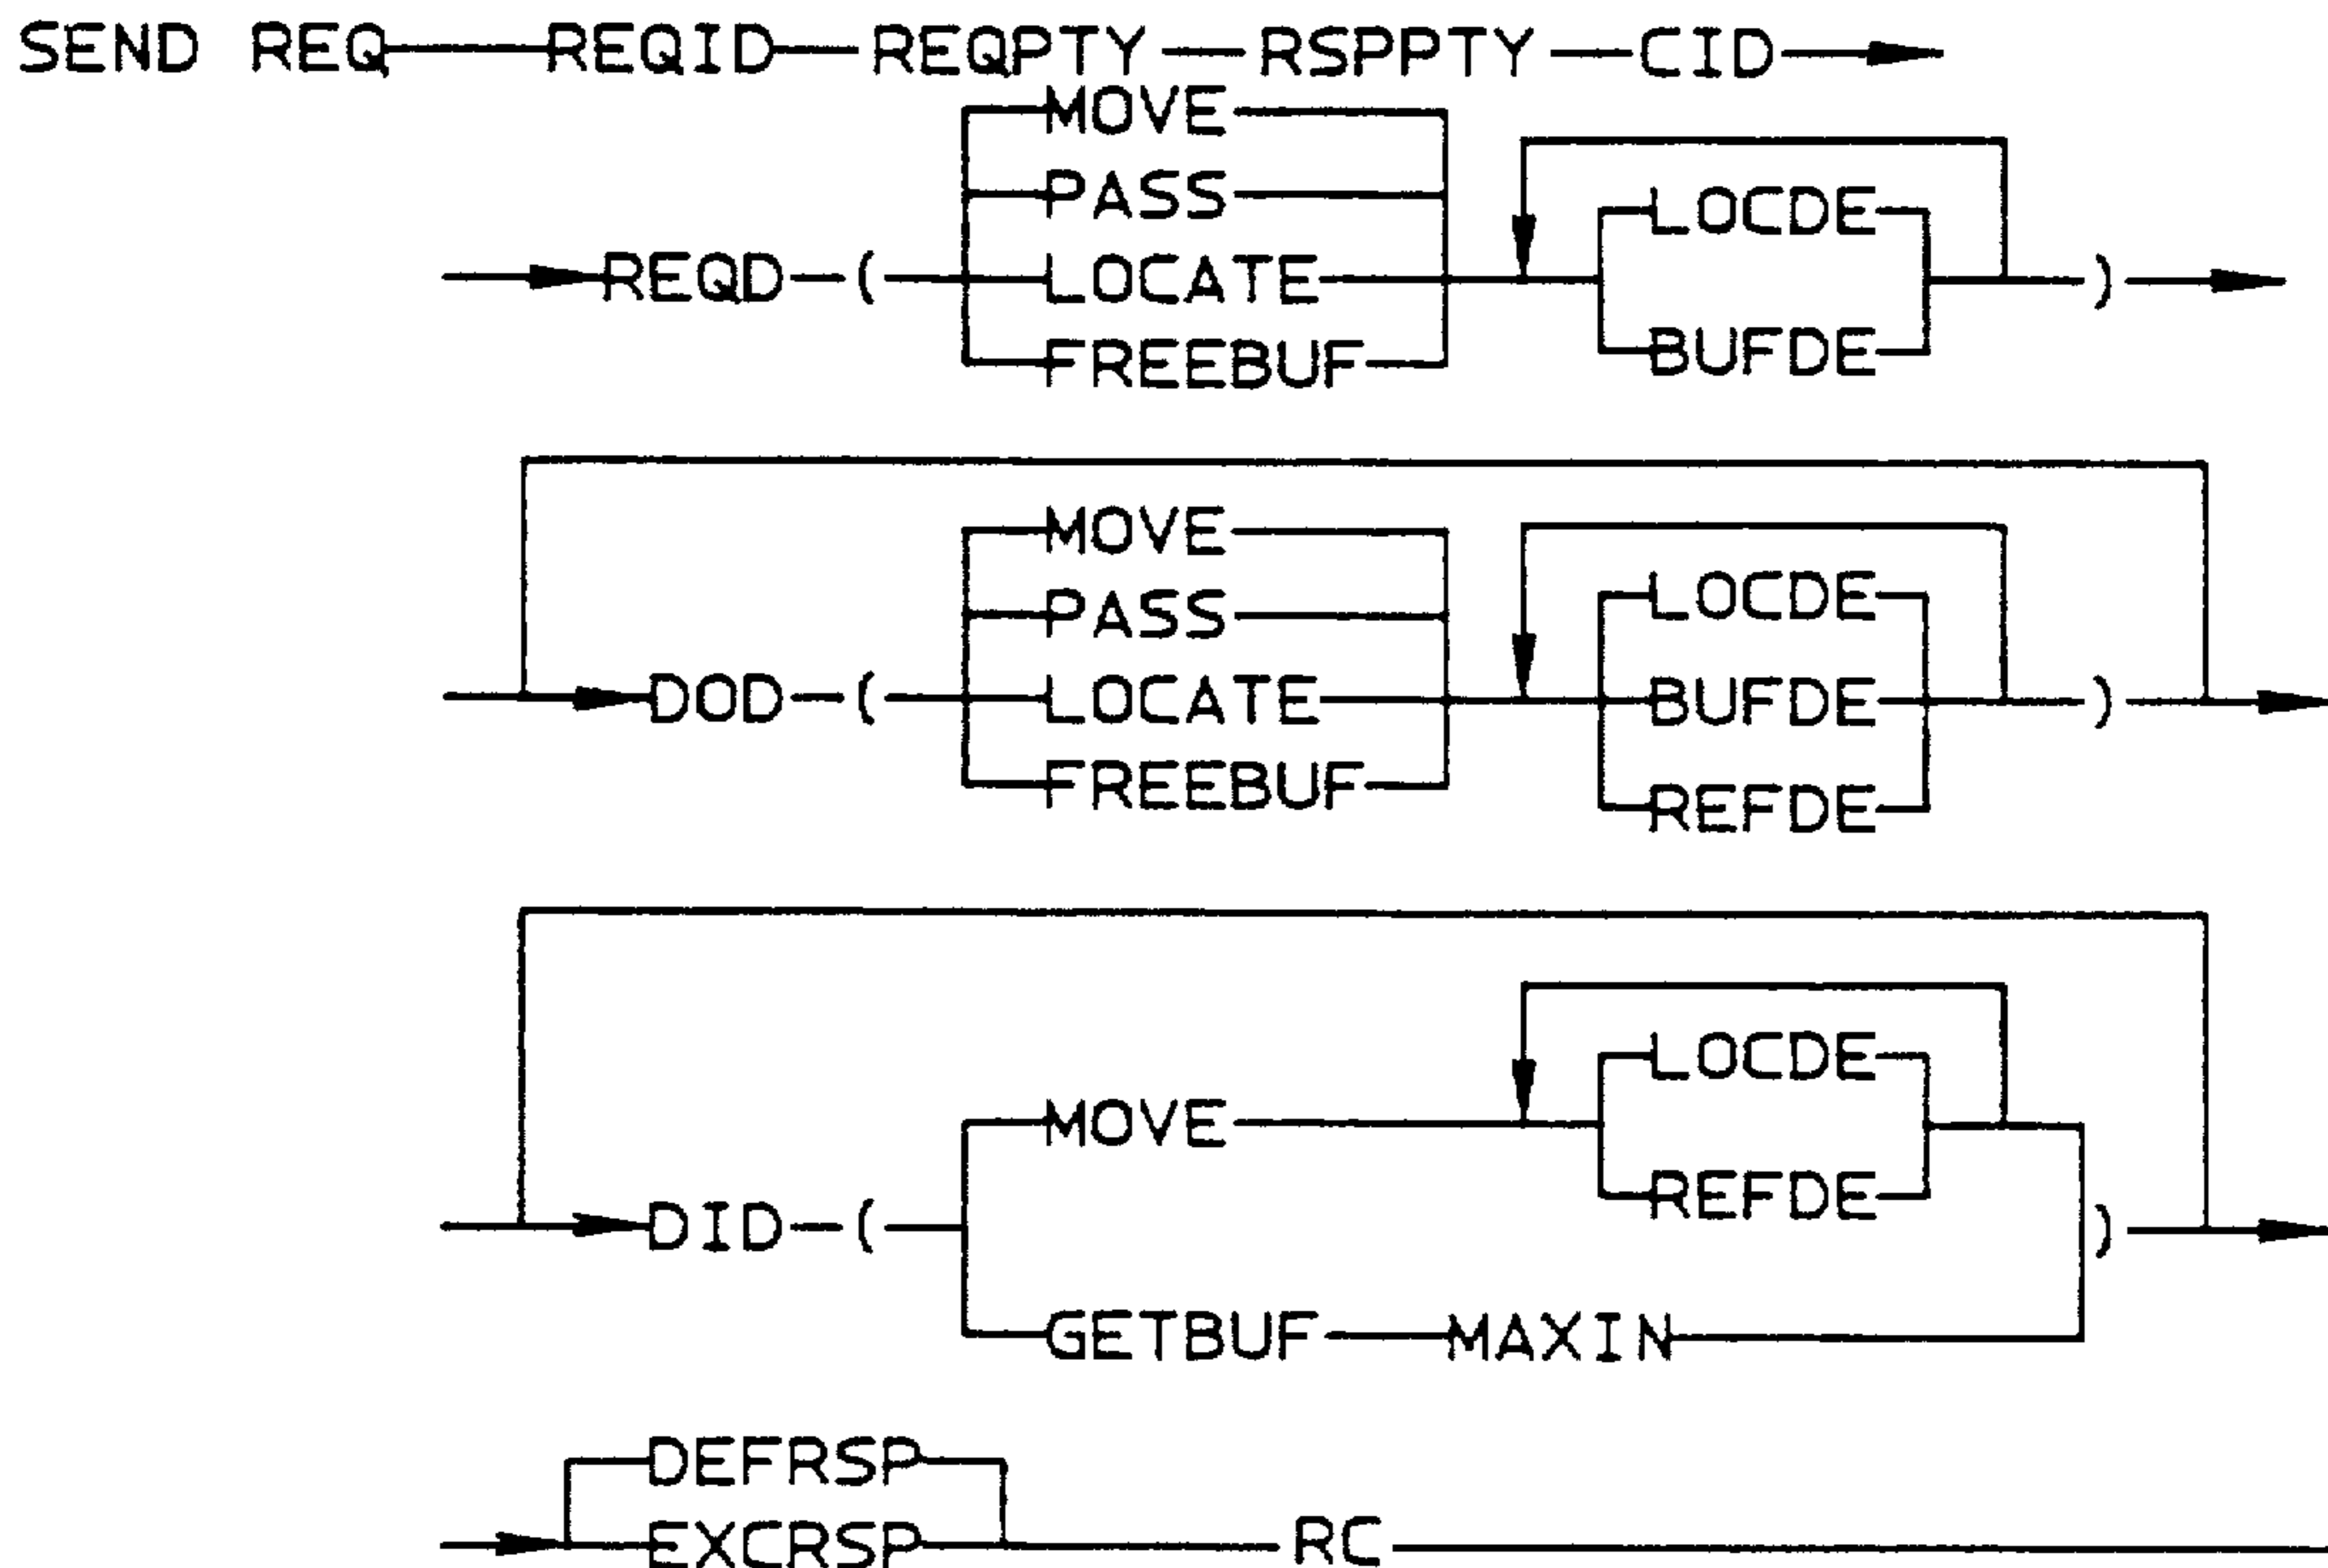 SEND REQ REQID REQPTY RSPPTY CID
MOVE
PASS
LOCDE
REQD ( LOCATE )
BUFDE
FREEBUF
MOVE
LOCDE
PASS
DOD ( LOCATE BUFDE )
FREEBUF
REFDE
LOCDE
MOVE
REFDE
DID ( )
GETBUF MAXIN
DEFRSP
EXCRSP RC